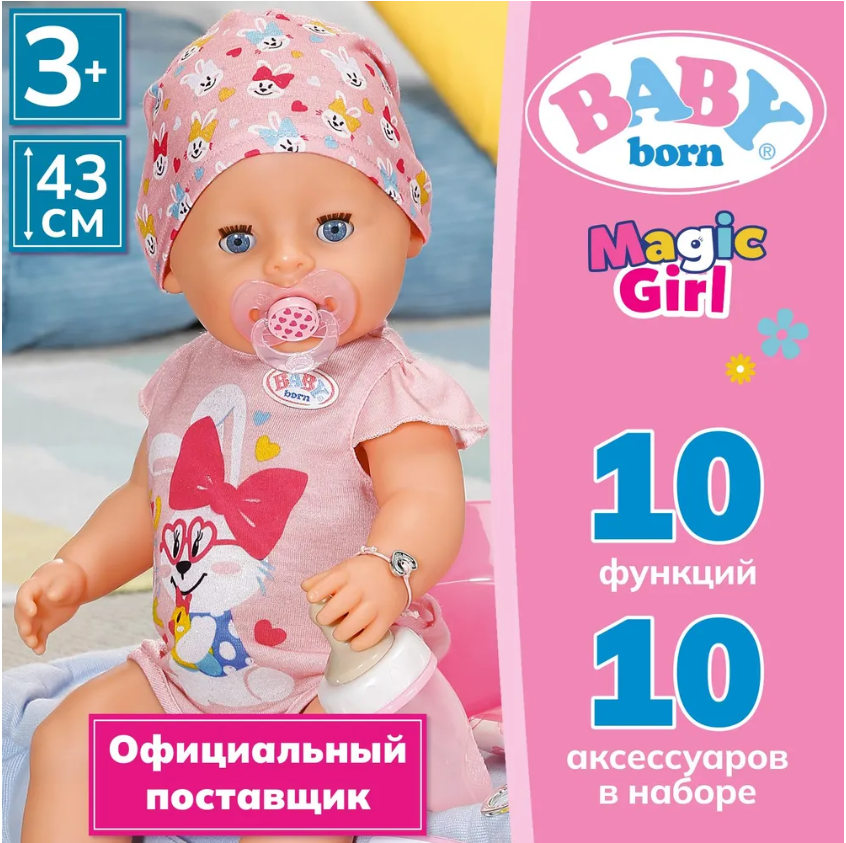 3+
43
СМ
BABY
born®
Magic
Girl
BABY
born
10
функций
10
аксессуаров
в наборе
Официальный
поставщик